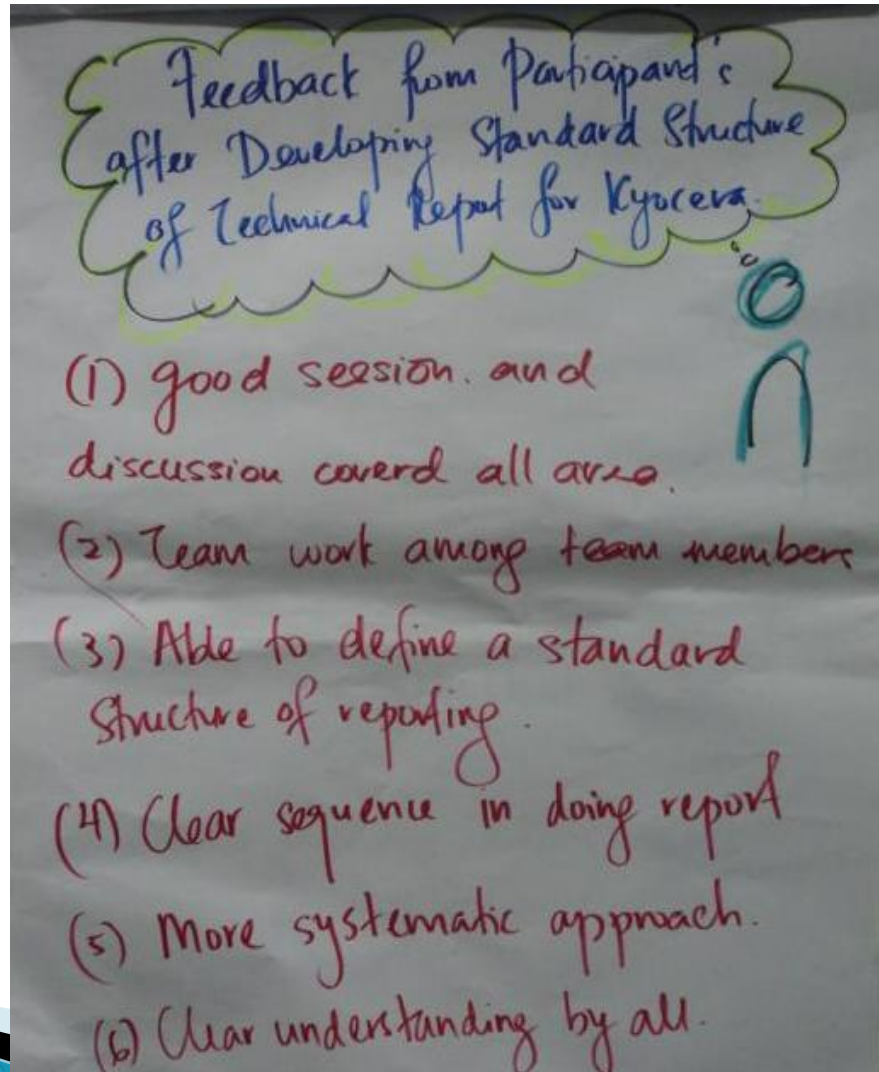 Feedback from Participant's
after Developing Standard Structure
of Technical Report for Kyocera.
(1) good session. and
discussion coverd all area.
(2) Team work among team members
(3) Able to define a standard
Structure of reporting.
(4) Clear sequence in doing report
(5) More systematic approach.
(6) Clear understanding by all.